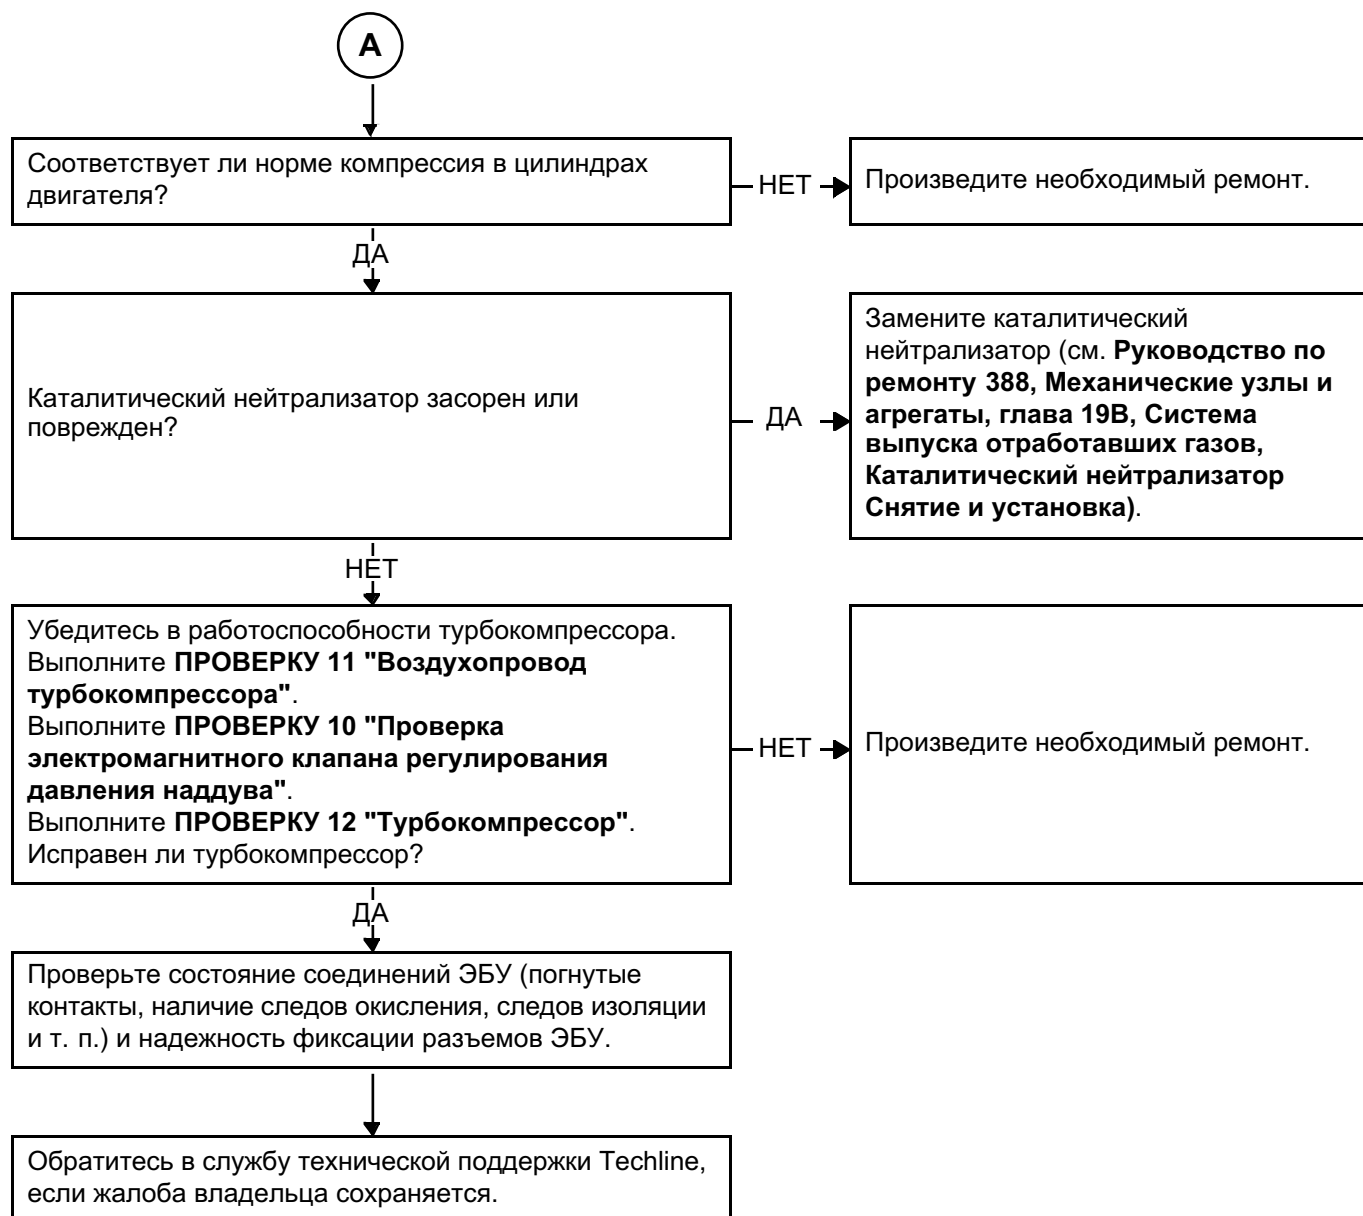 A
Соответствует ли норме компрессия в цилиндрах
двигателя?
НЕТ
Произведите необходимый ремонт.
ДА
Каталитический нейтрализатор засорен или
поврежден?
ДА
Замените каталитический
нейтрализатор (см. Руководство по
ремонту 388, Механические узлы и
агрегаты, глава 19B, Система
выпуска отработавших газов,
Каталитический нейтрализатор
Снятие и установка).
НЕТ
Убедитесь в работоспособности турбокомпрессора.
Выполните ПРОВЕРКУ 11 "Воздухопровод
турбокомпрессора".
Выполните ПРОВЕРКУ 10 "Проверка
электромагнитного клапана регулирования
давления наддува".
Выполните ПРОВЕРКУ 12 "Турбокомпрессор".
Исправен ли турбокомпрессор?
НЕТ
Произведите необходимый ремонт.
ДА
Проверьте состояние соединений ЭБУ (погнутые
контакты, наличие следов окисления, следов изоляции
и т. п.) и надежность фиксации разъемов ЭБУ.
Обратитесь в службу технической поддержки Techline,
если жалоба владельца сохраняется.